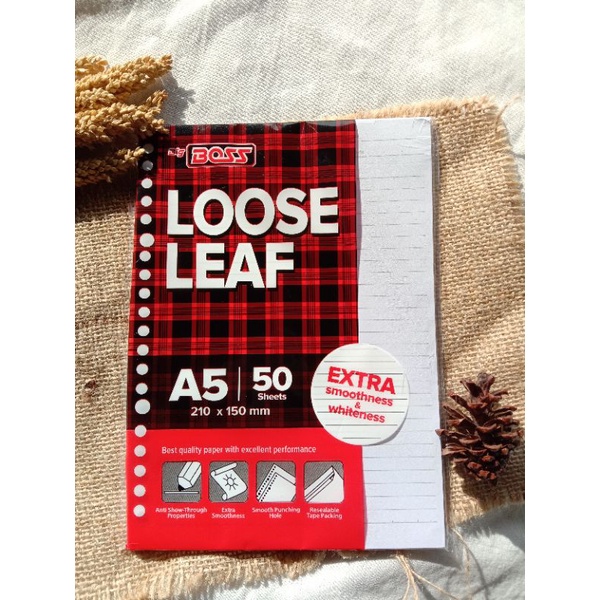 BOSS
LOOSE
LEAF
A5 | 50
Sheets
210 x 150 mm
EXTRA
smoothness
&
whiteness
Best quality paper with excellent performance
Anti Show-Through
Properties
Extra
Smoothness
Smooth Punching
Hole
Resealable
Tape Packing